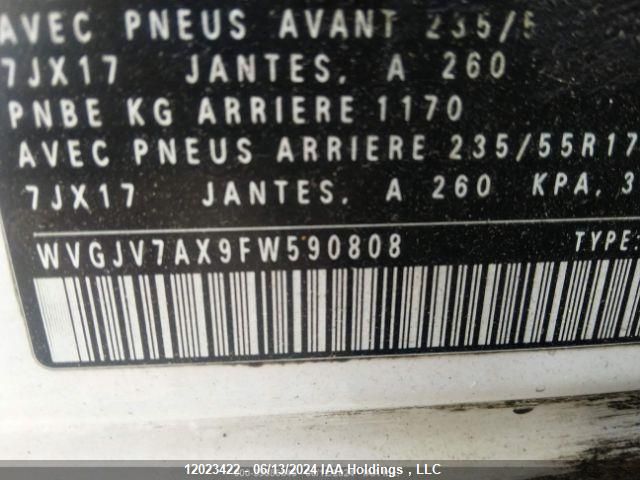 AVEC PNEUS AVANT 235/5
7JX17 JANTES, A 260
PNBE KG ARRIERE 1170
AVEC PNEUS ARRIERE 235/55R17
7JX17 JANTES, A 260 KPA, 3
WVGJV7AX9FW590808 TYPE:
12023422 - 06/13/2024 IAA Holdings , LLC